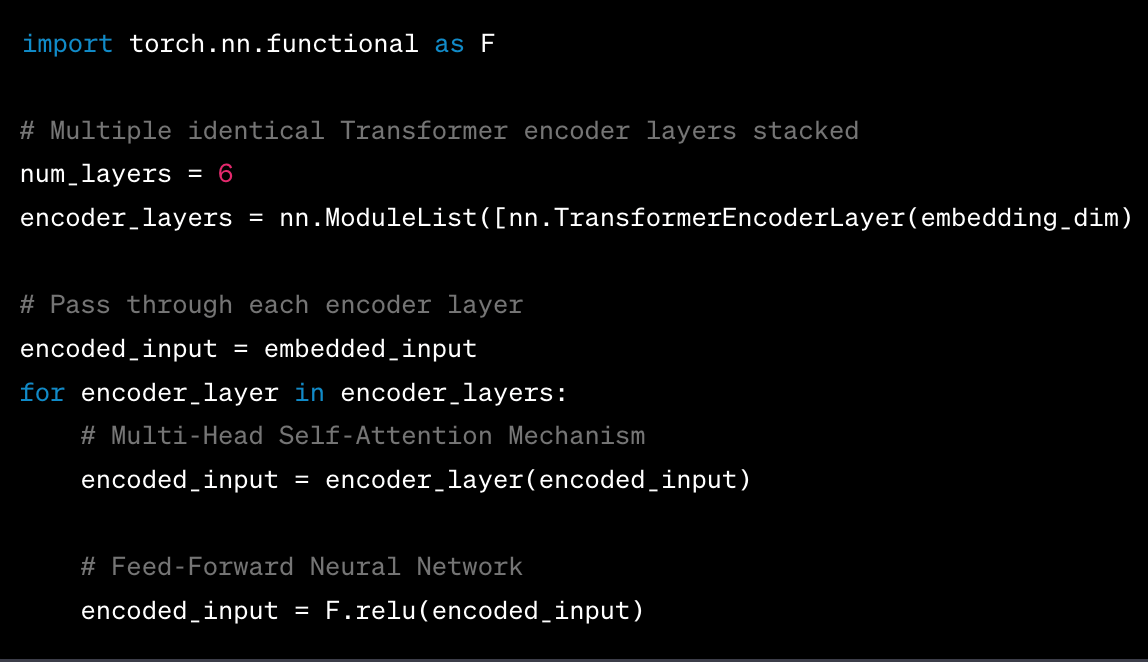 import torch.nn.functional as F
# Multiple identical Transformer encoder layers stacked
num_layers = 6
encoder_layers = nn.ModuleList([nn.TransformerEncoderLayer(embedding_dim)
# Pass through each encoder layer
encoded_input = embedded_input
for encoder_layer in encoder_layers:
    # Multi-Head Self-Attention Mechanism
    encoded_input = encoder_layer(encoded_input)
    # Feed-Forward Neural Network
    encoded_input = F.relu(encoded_input)